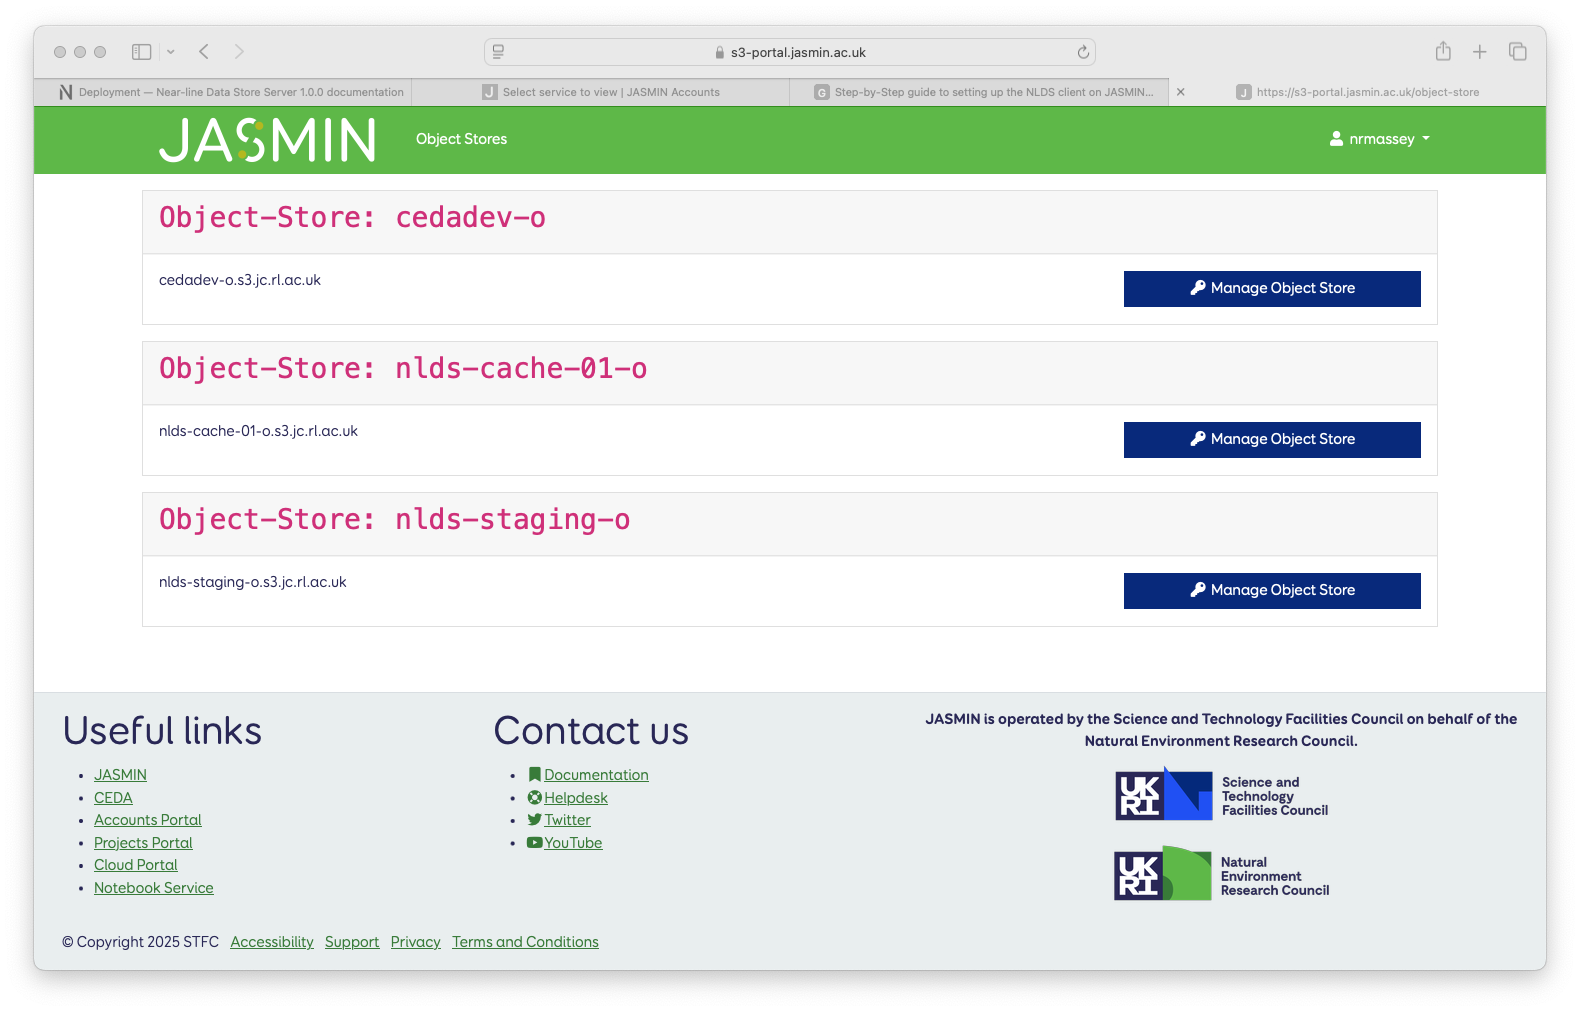 s3-portal.jasmin.ac.uk
Deployment — Near-line Data Store Server 1.0.0 documentation
Select service to view | JASMIN Accounts
Step-by-Step guide to setting up the NLDS client on JASMIN...
https://s3-portal.jasmin.ac.uk/object-store
JASMIN
Object Stores
nrmassey
Object-Store: cedadev-o
cedadev-o.s3.jc.rl.ac.uk
Manage Object Store
Object-Store: nlds-cache-01-o
nlds-cache-01-o.s3.jc.rl.ac.uk
Manage Object Store
Object-Store: nlds-staging-o
nlds-staging-o.s3.jc.rl.ac.uk
Manage Object Store
Useful links
JASMIN
CEDA
Accounts Portal
Projects Portal
Cloud Portal
Notebook Service
Contact us
Documentation
Helpdesk
Twitter
YouTube
JASMIN is operated by the Science and Technology Facilities Council on behalf of the
Natural Environment Research Council.
UK
RI
Science and
Technology
Facilities Council
UK
RI
Natural
Environment
Research Council
© Copyright 2025 STFC Accessibility Support Privacy Terms and Conditions